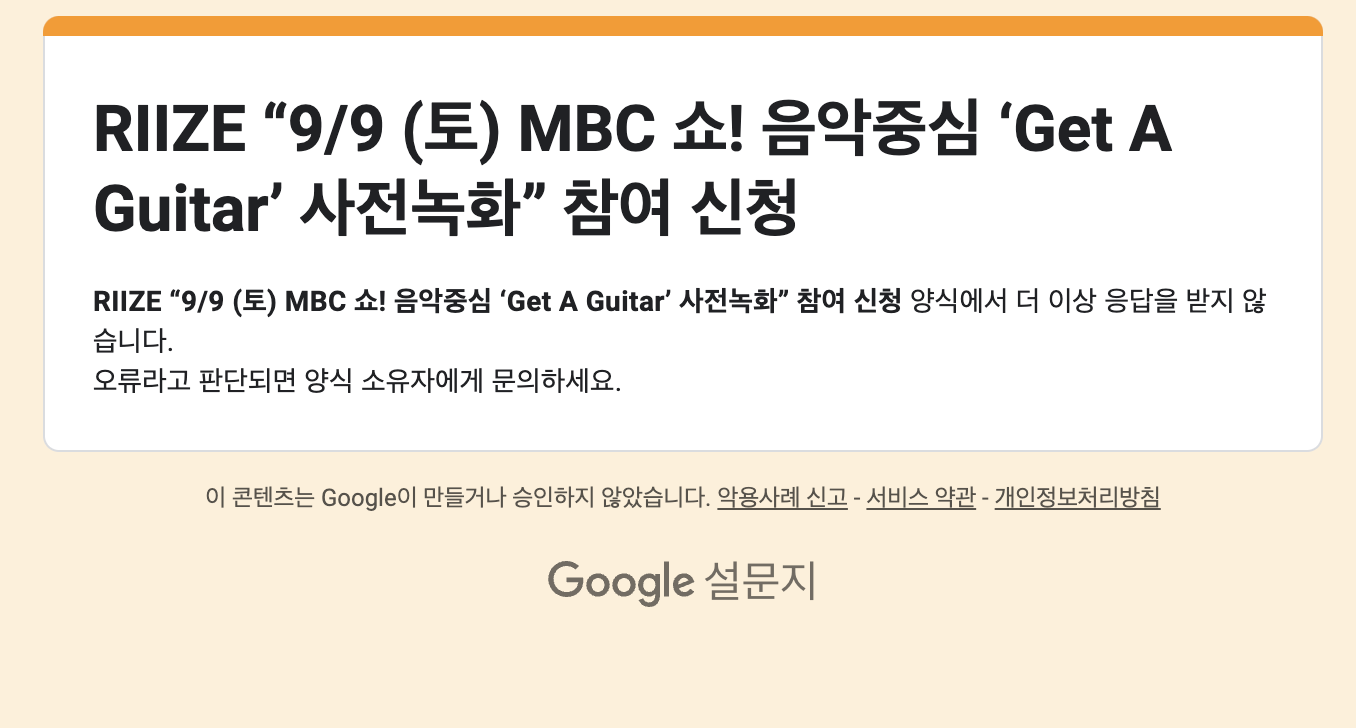 RIIZE “9/9 (토) MBC 쇼! 음악중심 ‘Get A
Guitar’ 사전녹화” 참여 신청
RIIZE “9/9 (토) MBC 쇼! 음악중심 ‘Get A Guitar’ 사전녹화” 참여 신청 양식에서 더 이상 응답을 받지 않
습니다.
오류라고 판단되면 양식 소유자에게 문의하세요.
이 콘텐츠는 Google이 만들거나 승인하지 않았습니다. 악용사례 신고 - 서비스 약관 - 개인정보처리방침
Google 설문지